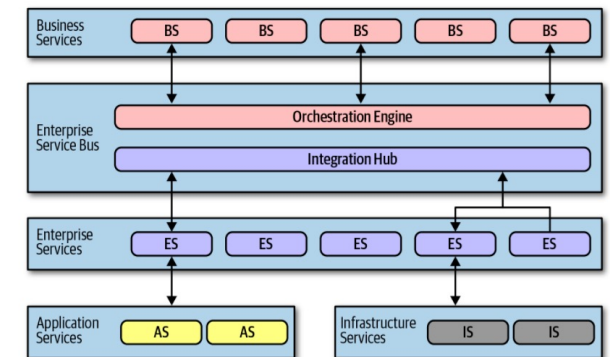 Business
Services
BS BS BS BS BS
Orchestration Engine
Enterprise
Service Bus
Integration Hub
Enterprise
Services
ES ES ES ES ES
Application
Services
AS AS
Infrastructure
Services
IS IS